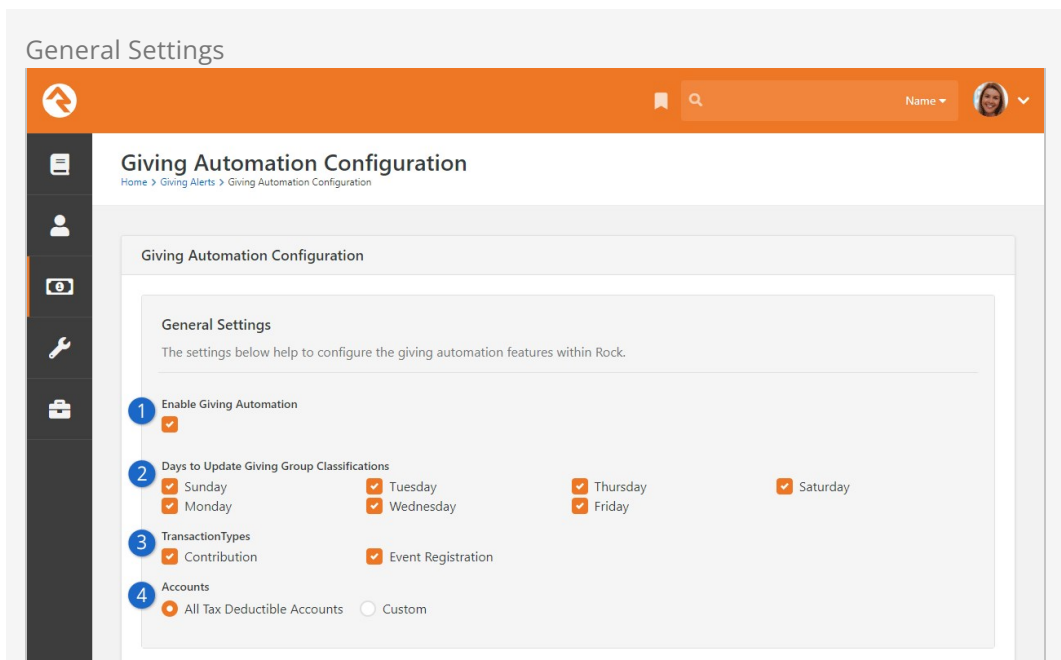 General Settings
Name
Giving Automation Configuration
Home > Giving Alerts > Giving Automation Configuration
Giving Automation Configuration
General Settings
The settings below help to configure the giving automation features within Rock.
1 Enable Giving Automation
2 Days to Update Giving Group Classifications
Sunday Tuesday Thursday Saturday
Monday Wednesday Friday
3 TransactionTypes
Contribution Event Registration
4 Accounts
All Tax Deductible Accounts Custom